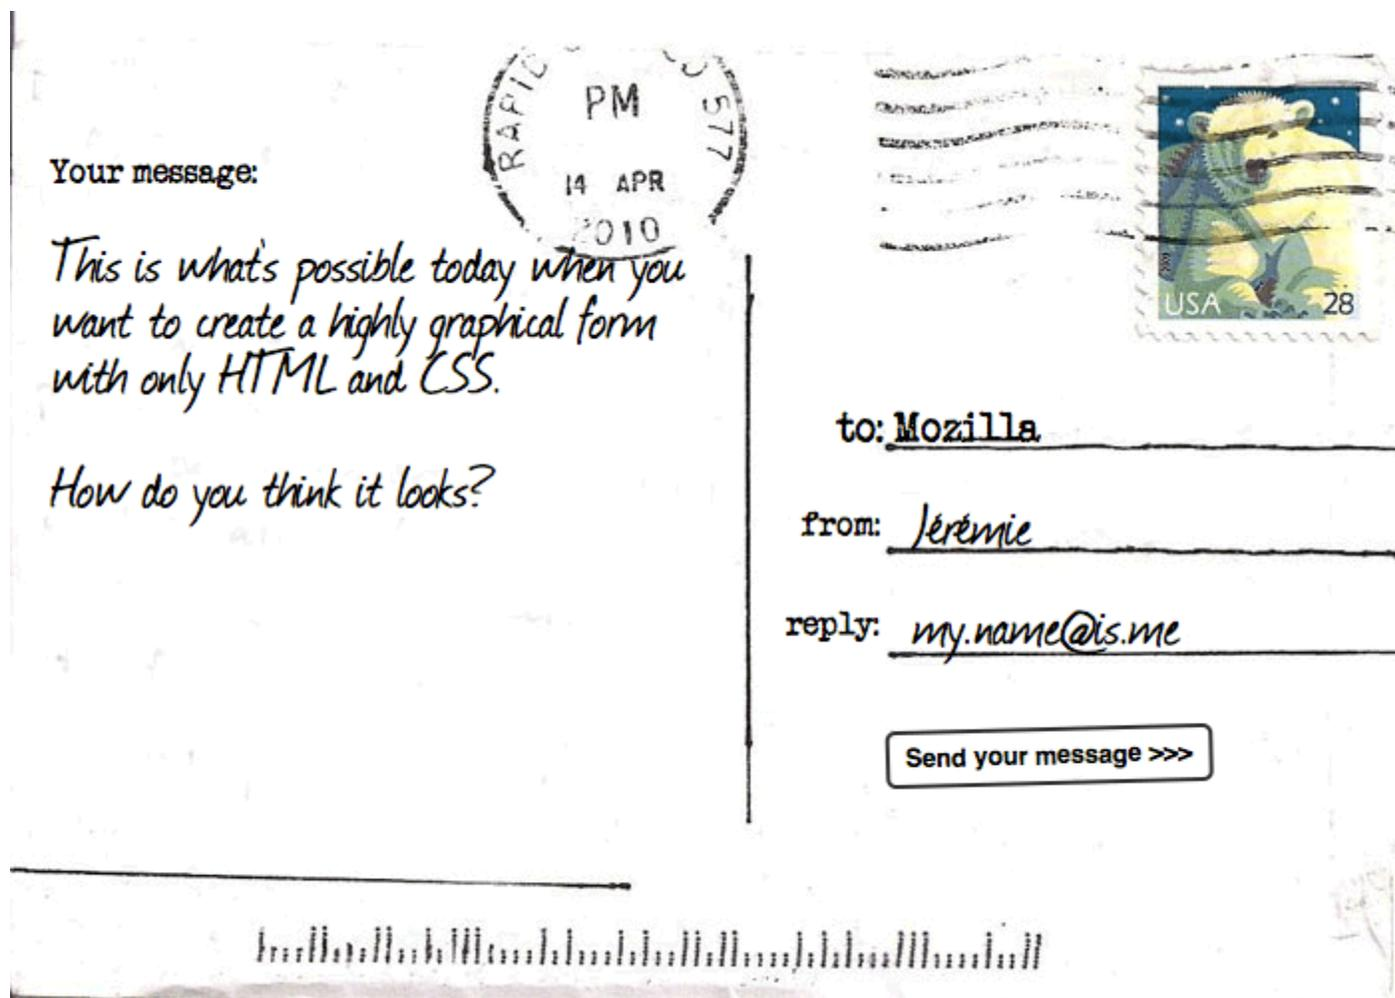 RAPID
577
PM
14 APR
2010
USA
28
Your message:
This is what's possible today when you
want to create a highly graphical form
with only HTML and CSS.
How do you think it looks?
to: Mozilla
from: Jérémie
reply: my.name@is.me
Send your message >>>